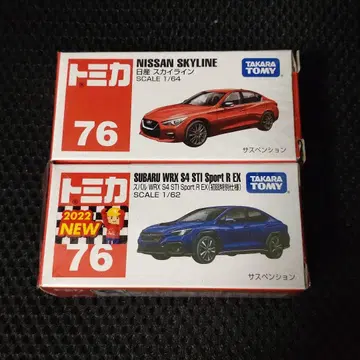 トミカ
76
NISSAN SKYLINE
日産 スカイライン
SCALE 1/64
TAKARA
TOMY
サスペンション
トミカ
2022
NEW
76
SUBARU WRX S4 STI Sport R EX
スバル WRX S4 STI Sport R EX(初回特別仕様)
SCALE 1/62
TAKARA
TOMY
サスペンション